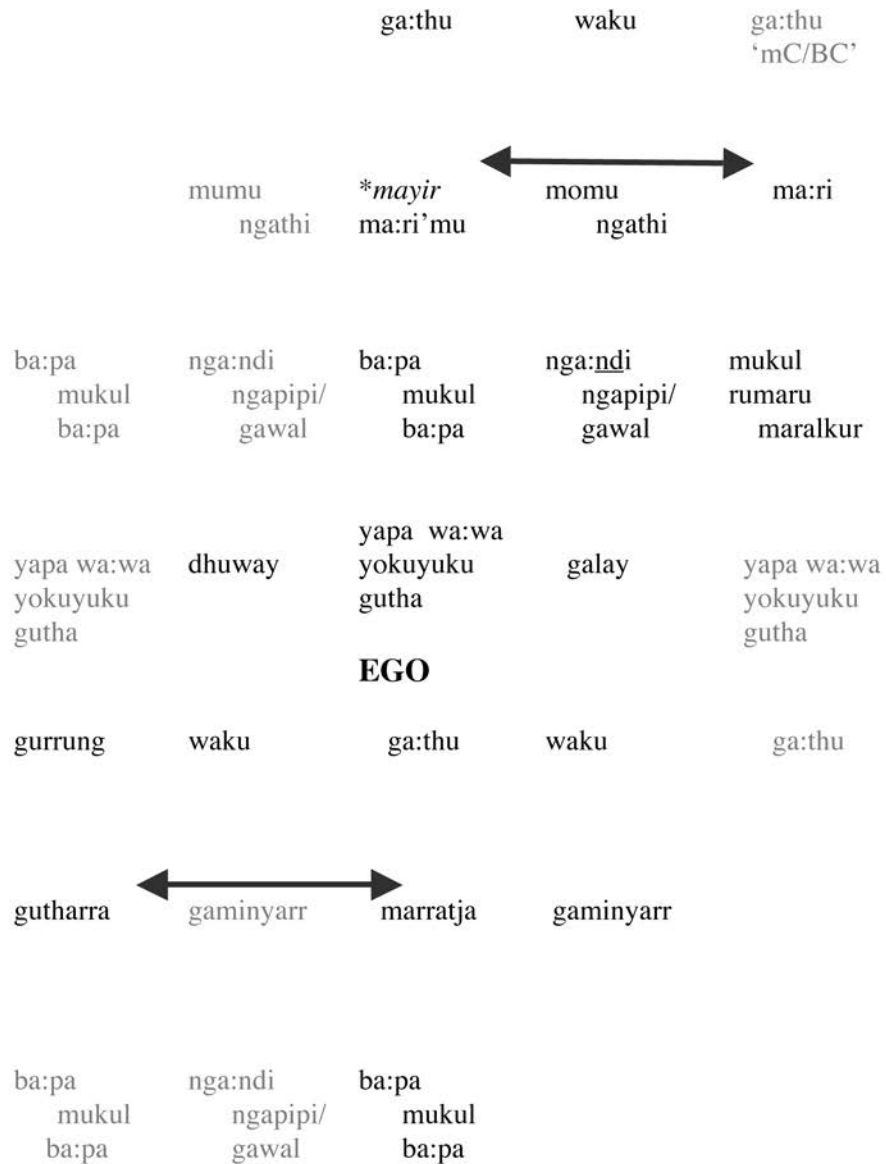 ga:thu waku ga:thu
‘mC/BC’
mumu *mayir momu ma:ri
ngathi ma:ri’mu ngathi
ba:pa nga:ndi ba:pa nga:ndi mukul
mukul ngapipi/ mukul ngapipi/ rumaru
ba:pa gawal ba:pa gawal maralkur
yapa wa:wa
yapa wa:wa dhuway yokuyuku galay yapa wa:wa
yokuyuku gutha yokuyuku
gutha gutha
EGO
gurrung waku ga:thu waku ga:thu
gutharra gaminyarr marratja gaminyarr
ba:pa nga:ndi ba:pa
mukul ngapipi/ mukul
ba:pa gawal ba:pa